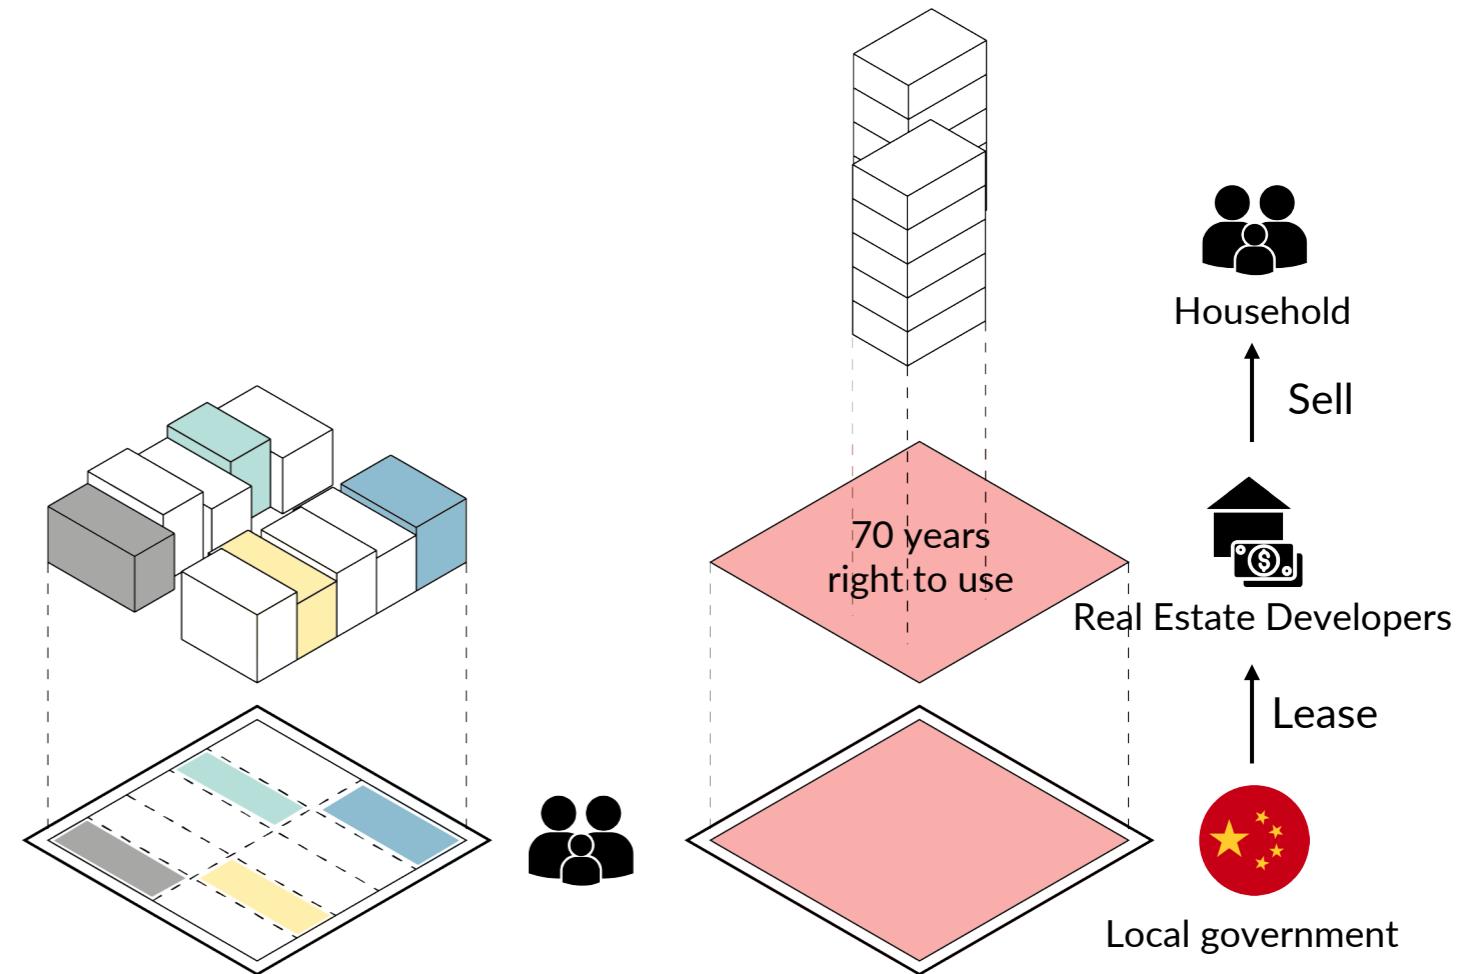 Household
Sell
70 years
right to use
Real Estate Developers
Lease
Local government